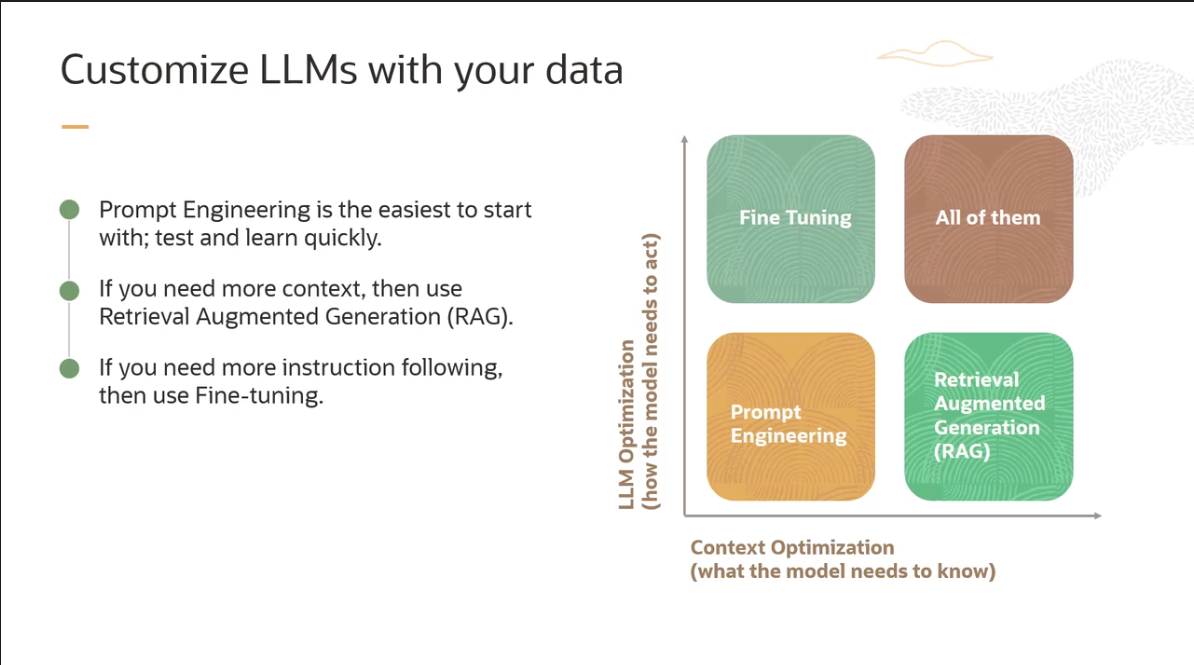 Customize LLMs with your data
Prompt Engineering is the easiest to start
with; test and learn quickly.
If you need more context, then use
Retrieval Augmented Generation (RAG).
If you need more instruction following,
then use Fine-tuning.
LLM Optimization
(how the model needs to act)
Fine Tuning
All of them
Prompt
Engineering
Retrieval
Augmented
Generation
(RAG)
Context Optimization
(what the model needs to know)